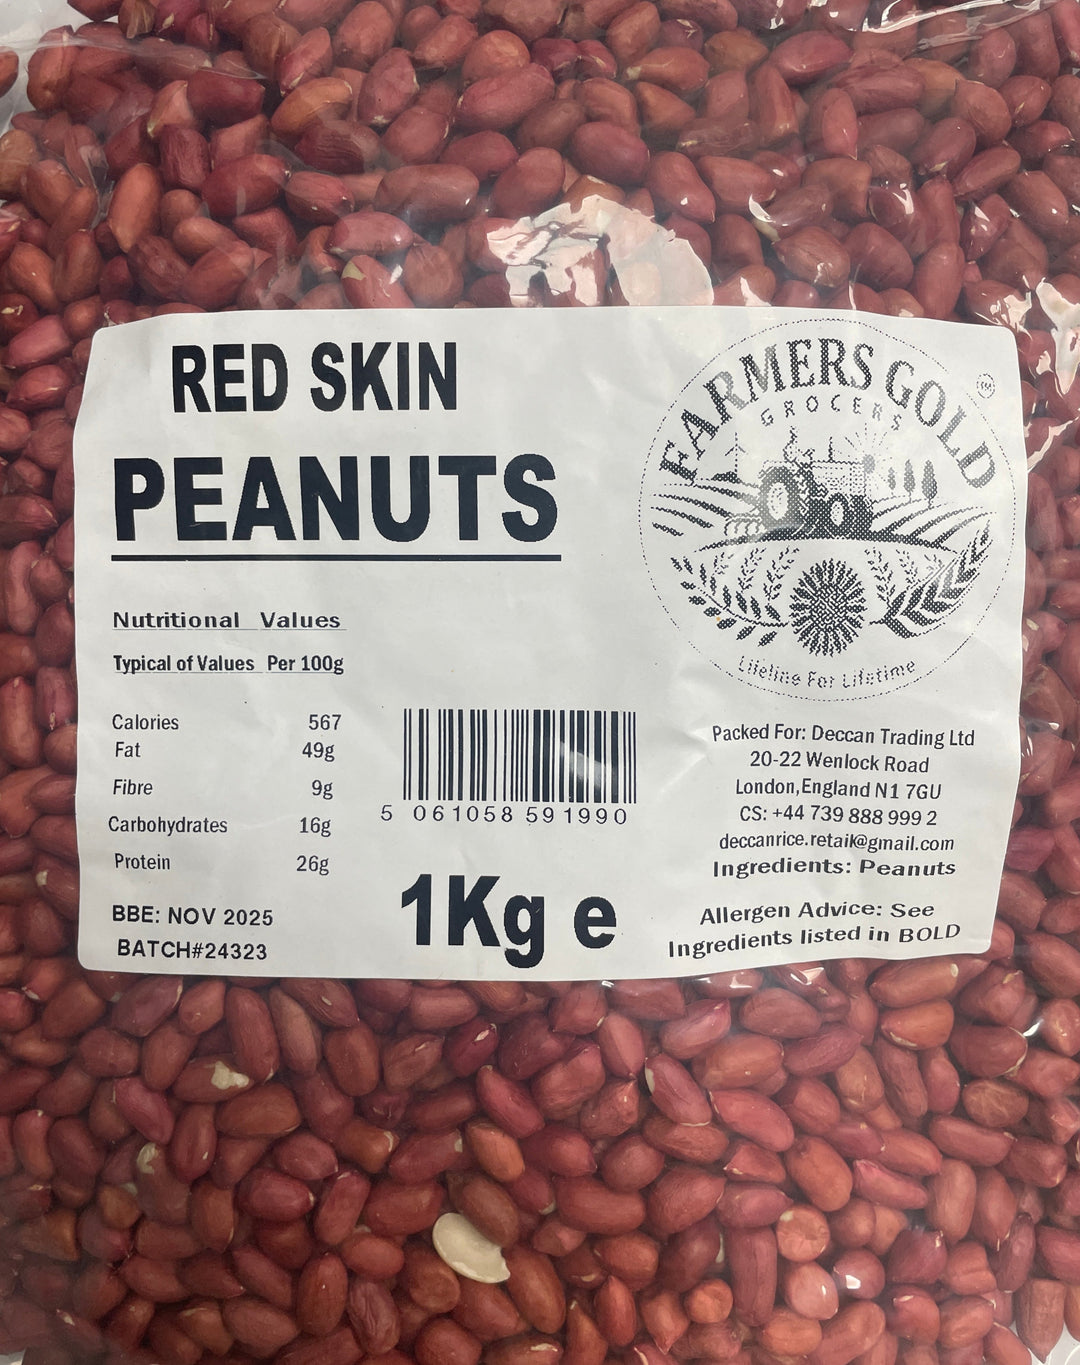 RED SKIN
PEANUTS
FARMERS GOLD
TM
GROCERS
Lifeline For Lifetime
Nutritional Values
Typical of Values Per 100g
Calories 567
Fat 49g
Fibre 9g
Carbohydrates 16g
Protein 26g
BBE: NOV 2025
BATCH#24323
5 061058 591990
1Kg e
Packed For: Deccan Trading Ltd
20-22 Wenlock Road
London,England N1 7GU
CS: +44 739 888 999 2
deccanrice.retaik@gmail.com
Ingredients: Peanuts
Allergen Advice: See
Ingredients listed in BOLD